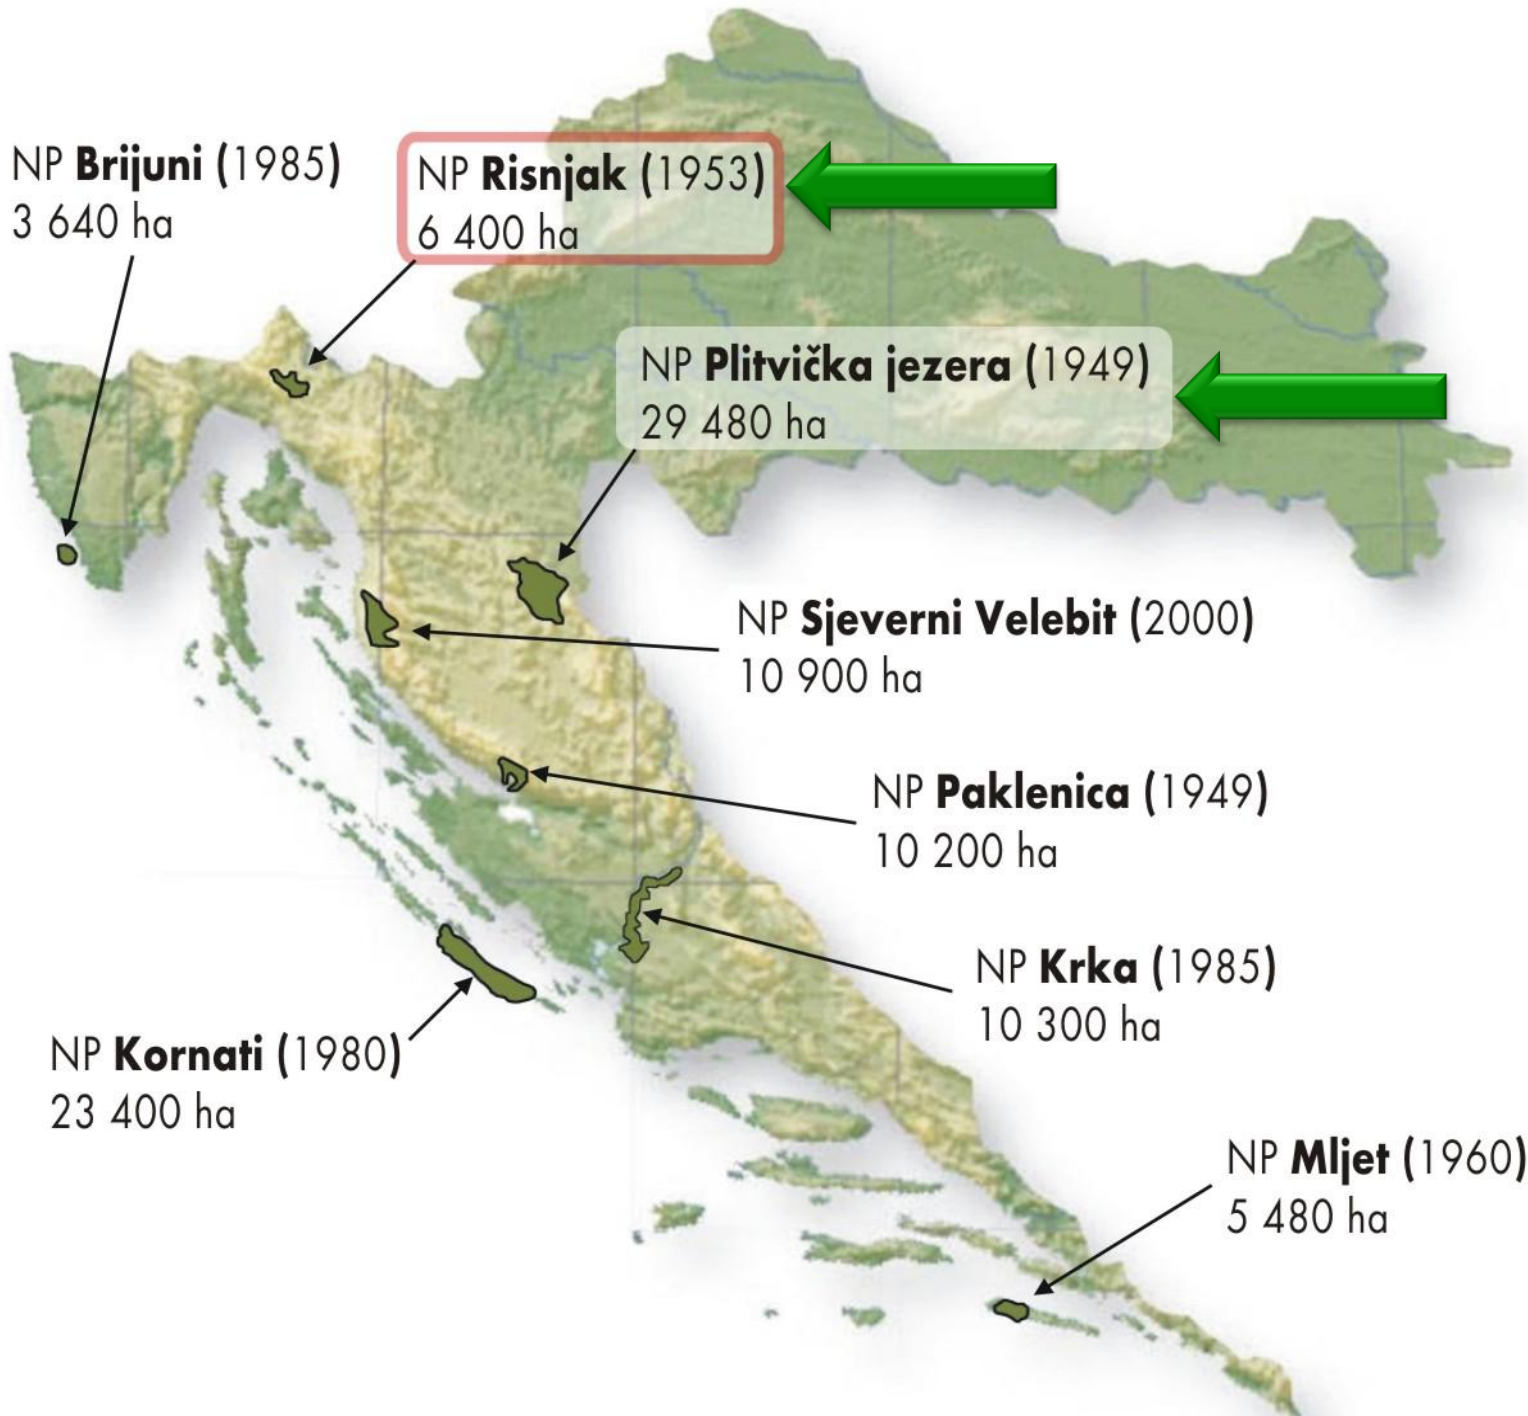 NP Brijuni (1985)
3 640 ha
NP Risnjak (1953)
6 400 ha
NP Plitvička jezera (1949)
29 480 ha
NP Sjeverni Velebit (2000)
10 900 ha
NP Paklenica (1949)
10 200 ha
NP Krka (1985)
10 300 ha
NP Kornati (1980)
23 400 ha
NP Mljet (1960)
5 480 ha